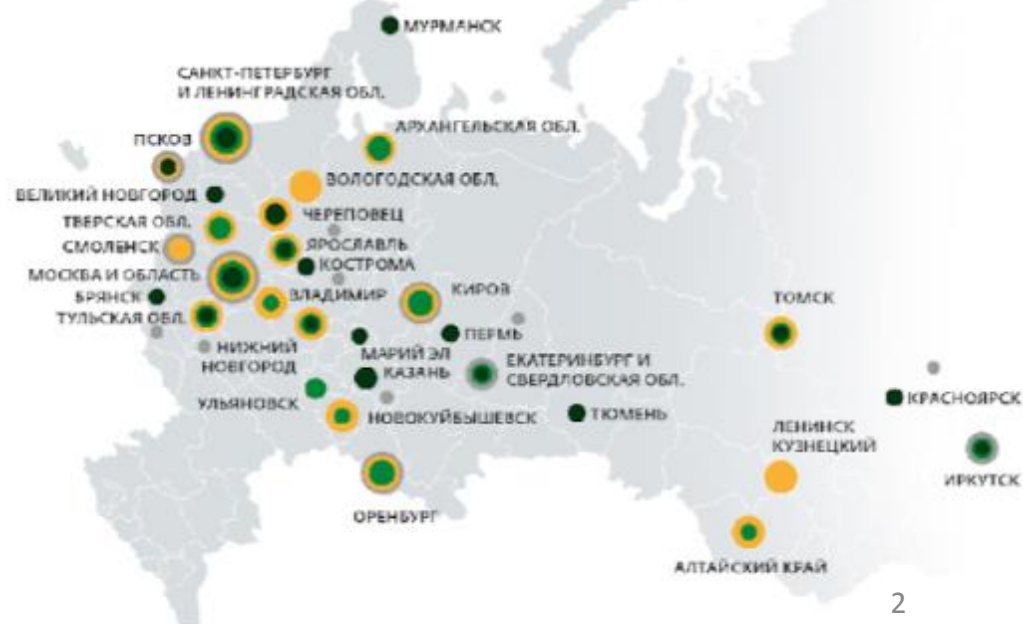 МУРМАНСК
САНКТ-ПЕТЕРБУРГ
И ЛЕНИНГРАДСКАЯ ОБЛ.
АРХАНГЕЛЬСКАЯ ОБЛ.
ПСКОВ
ВОЛОГОДСКАЯ ОБЛ.
ВЕЛИКИЙ НОВГОРОД
ЧЕРЕПОВЕЦ
ТВЕРСКАЯ ОБЛ.
СМОЛЕНСК
ЯРОСЛАВЛЬ
КОСТРОМА
МОСКВА И ОБЛАСТЬ
БРЯНСК
ВЛАДИМИР
КИРОВ
ТОМСК
ТУЛЬСКАЯ ОБЛ.
ПЕРМЬ
НИЖНИЙ
НОВГОРОД
МАРИЙ ЭЛ
КАЗАНЬ
ЕКАТЕРИНБУРГ И
СВЕРДЛОВСКАЯ ОБЛ.
КРАСНОЯРСК
УЛЬЯНОВСК
НОВОКУЙБЫШЕВСК
ТЮМЕНЬ
ЛЕНИНСК
КУЗНЕЦКИЙ
ИРКУТСК
ОРЕНБУРГ
АЛТАЙСКИЙ КРАЙ
2